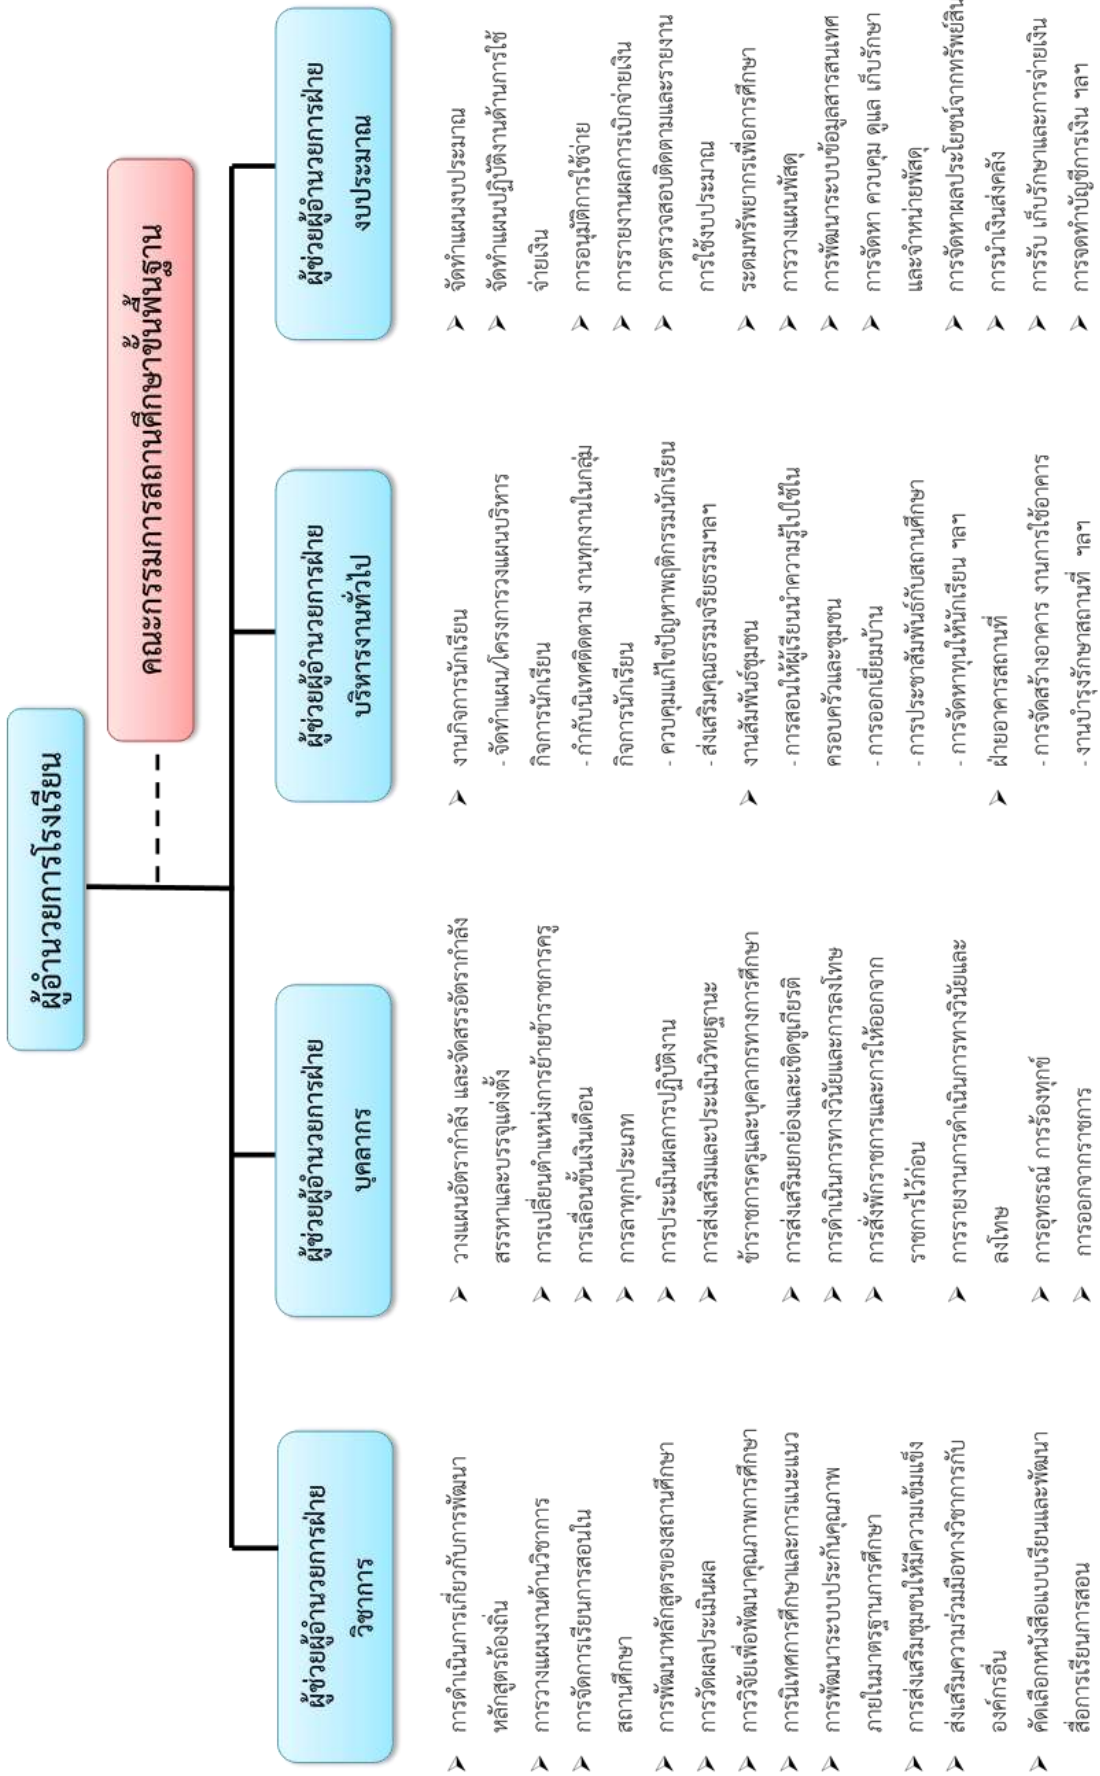 ผู้อำนวยการโรงเรียน
คณะกรรมการสถานศึกษาขั้นพื้นฐาน
ผู้ช่วยผู้อำนวยการฝ่าย
วิชาการ
ผู้ช่วยผู้อำนวยการฝ่าย
บุคลากร
ผู้ช่วยผู้อำนวยการฝ่าย
บริหารงานทั่วไป
ผู้ช่วยผู้อำนวยการฝ่าย
งบประมาณ
➢ การดำเนินการเกี่ยวกับการพัฒนา
หลักสูตรท้องถิ่น
➢ การวางแผนงานด้านวิชาการ
➢ การจัดการเรียนการสอนใน
สถานศึกษา
➢ การพัฒนาหลักสูตรของสถานศึกษา
➢ การวัดผลประเมินผล
➢ การวิจัยเพื่อพัฒนาคุณภาพการศึกษา
➢ การนิเทศการศึกษาและการแนะแนว
➢ การพัฒนาระบบประกันคุณภาพ
ภายในมาตรฐานการศึกษา
➢ การส่งเสริมชุมชนให้มีความเข้มแข็ง
➢ ส่งเสริมความร่วมมือทางวิชาการกับ
องค์กรอื่น
➢ คัดเลือกหนังสือแบบเรียนและพัฒนา
สื่อการเรียนการสอน
➢ วางแผนอัตรากำลัง และจัดสรรอัตรากำลัง
สรรหาและบรรจุแต่งตั้ง
➢ การเปลี่ยนตำแหน่งการย้ายข้าราชการครู
➢ การเลื่อนขั้นเงินเดือน
➢ การลาทุกประเภท
➢ การประเมินผลการปฏิบัติงาน
➢ การส่งเสริมและประเมินวิทยฐานะ
ข้าราชการครูและบุคลากรทางการศึกษา
➢ การส่งเสริมยกย่องและเชิดชูเกียรติ
➢ การดำเนินการทางวินัยและการลงโทษ
➢ การสั่งพักราชการและการให้ออกจาก
ราชการไว้ก่อน
➢ การรายงานการดำเนินการทางวินัยและ
ลงโทษ
➢ การอุทธรณ์ การร้องทุกข์
➢ การออกจากราชการ
➢ งานกิจการนักเรียน
- จัดทำแผน/โครงการวางแผนบริหาร
กิจการนักเรียน
- กำกับนิเทศติดตาม งานทุกงานในกลุ่ม
กิจการนักเรียน
- ควบคุมแก้ไขปัญหาพฤติกรรมนักเรียน
- ส่งเสริมคุณธรรมจริยธรรมฯลฯ
➢ งานสัมพันธ์ชุมชน
- การสอนให้ผู้เรียนนำความรู้ไปใช้ใน
ครอบครัวและชุมชน
- การออกเยี่ยมบ้าน
- การประชาสัมพันธ์กับสถานศึกษา
- การจัดหาทุนให้นักเรียน ฯลฯ
➢ ฝ่ายอาคารสถานที่
- การจัดสร้างอาคาร งานการใช้อาคาร
- งานบำรุงรักษาสถานที่ ฯลฯ
➢ จัดทำแผนงบประมาณ
➢ จัดทำแผนปฏิบัติงานด้านการใช้
จ่ายเงิน
➢ การอนุมัติการใช้จ่าย
➢ การรายงานผลการเบิกจ่ายเงิน
➢ การตรวจสอบติดตามและรายงาน
การใช้งบประมาณ
➢ ระดมทรัพยากรเพื่อการศึกษา
➢ การวางแผนพัสดุ
➢ การพัฒนาระบบข้อมูลสารสนเทศ
➢ การจัดหา ควบคุม ดูแล เก็บรักษา
และจำหน่ายพัสดุ
➢ การจัดหาผลประโยชน์จากทรัพย์สิน
➢ การนำเงินส่งคลัง
➢ การรับ เก็บรักษาและการจ่ายเงิน
➢ การจดทำบัญชีการเงิน ฯลฯ